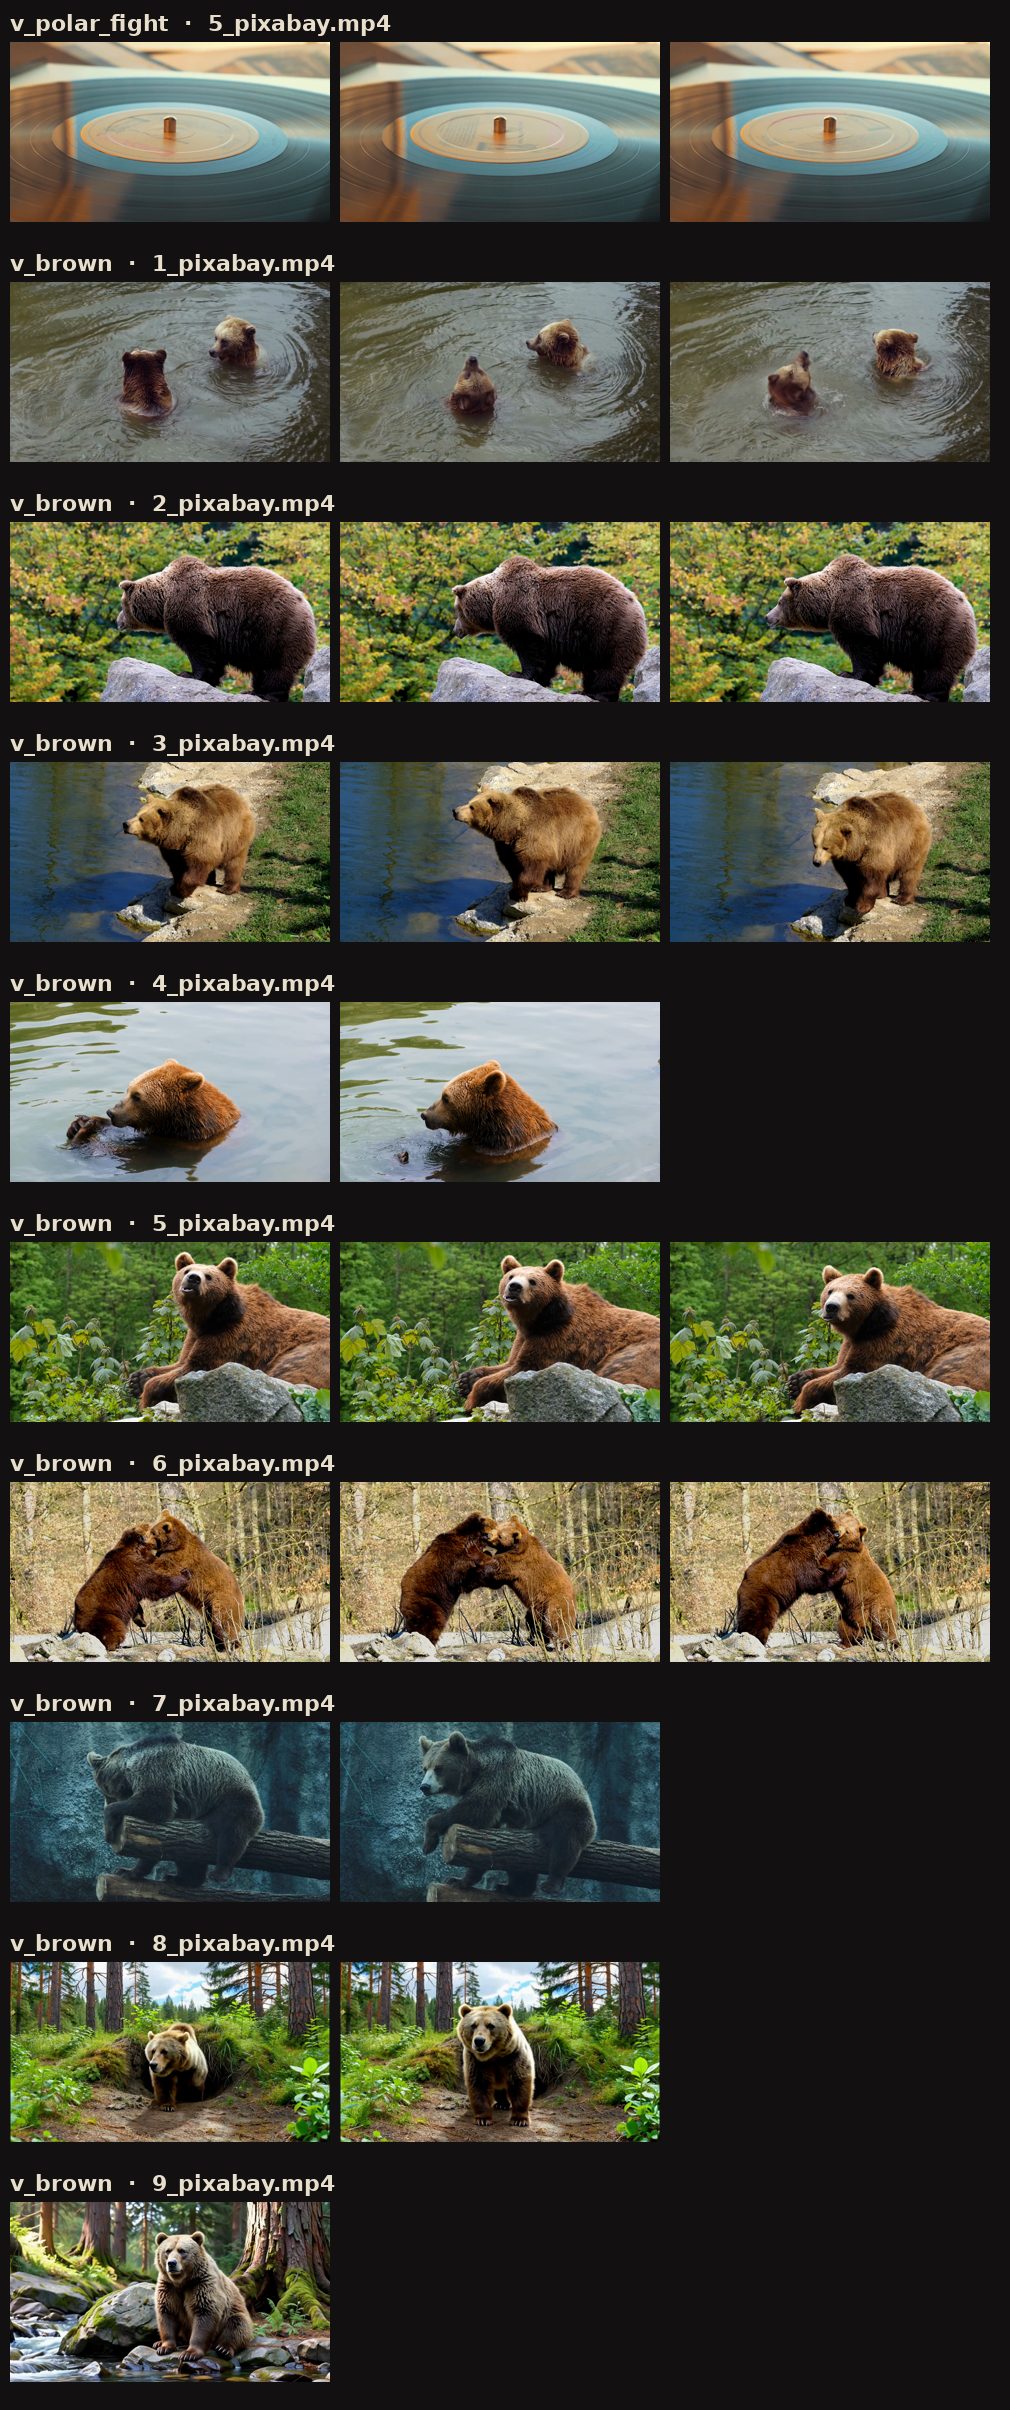 v_polar_fight · 5_pixabay.mp4
v_brown · 1_pixabay.mp4
v_brown · 2_pixabay.mp4
v_brown · 3_pixabay.mp4
v_brown · 4_pixabay.mp4
v_brown · 5_pixabay.mp4
v_brown · 6_pixabay.mp4
v_brown · 7_pixabay.mp4
v_brown · 8_pixabay.mp4
v_brown · 9_pixabay.mp4